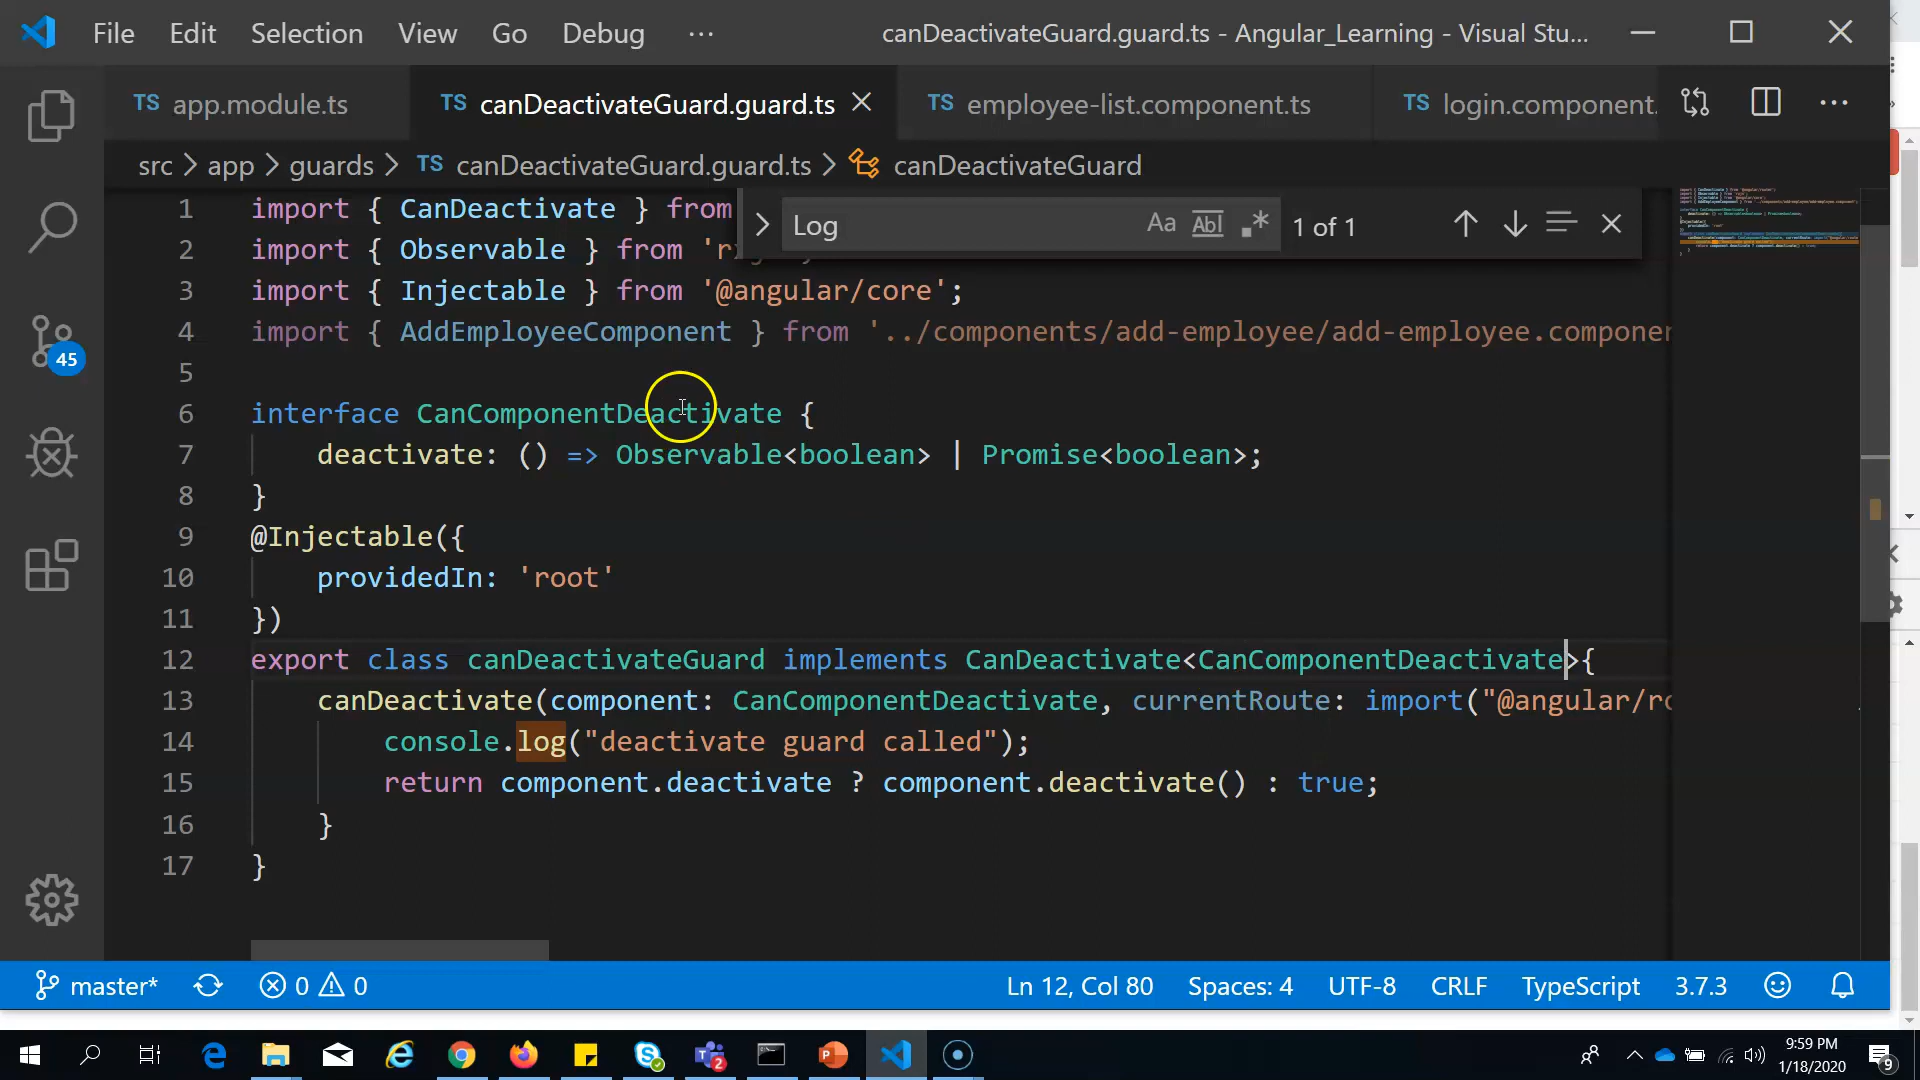 File Edit Selection View Go Debug ... canDeactivateGuard.guard.ts - Angular_Learning - Visual Stu...
TS app.module.ts TS canDeactivateGuard.guard.ts TS employee-list.component.ts TS login.component.
src > app > guards > TS canDeactivateGuard.guard.ts > canDeactivateGuard
Log Aa Abl .* 1 of 1
1 import { CanDeactivate } from
2 import { Observable } from 'r
3 import { Injectable } from '@angular/core';
4 import { AddEmployeeComponent } from '../components/add-employee/add-employee.componen
5
6 interface CanComponentDeactivate {
7 deactivate: () => Observable<boolean> | Promise<boolean>;
8 }
9 @Injectable({
10 providedIn: 'root'
11 })
12 export class canDeactivateGuard implements CanDeactivate<CanComponentDeactivate>{
13 canDeactivate(component: CanComponentDeactivate, currentRoute: import("@angular/ro
14 console.log("deactivate guard called");
15 return component.deactivate ? component.deactivate() : true;
16 }
17 }
45
master* 0 0 Ln 12, Col 80 Spaces: 4 UTF-8 CRLF TypeScript 3.7.3
2
9:59 PM
1/18/2020
9